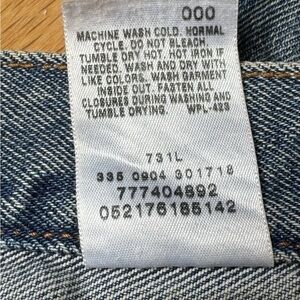 000
MACHINE WASH COLD. NORMAL
CYCLE. DO NOT BLEACH.
TUMBLE DRY HOT. HOT IRON IF
NEEDED. WASH AND DRY WITH
LIKE COLORS. WASH GARMENT
INSIDE OUT. FASTEN ALL
CLOSURES DURING WASHING AND
TUMBLE DRYING. WPL-423
731L
335 0904 301718
777404892
052176185142